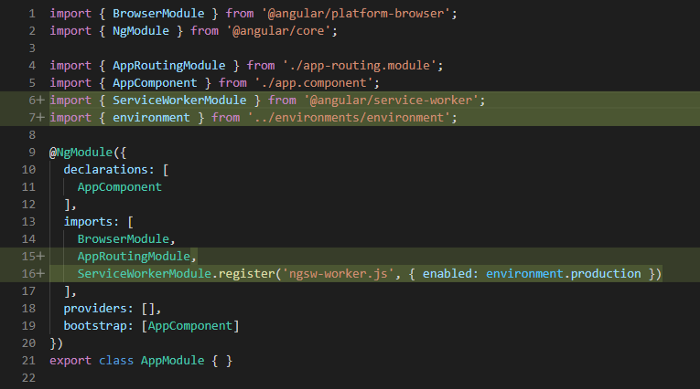 1 import { BrowserModule } from '@angular/platform-browser';
2 import { NgModule } from '@angular/core';
3
4 import { AppRoutingModule } from './app-routing.module';
5 import { AppComponent } from './app.component';
6+ import { ServiceWorkerModule } from '@angular/service-worker';
7+ import { environment } from '../environments/environment';
8
9 @NgModule({
10   declarations: [
11     AppComponent
12   ],
13   imports: [
14     BrowserModule,
15+     AppRoutingModule,
16+     ServiceWorkerModule.register('ngsw-worker.js', { enabled: environment.production })
17   ],
18   providers: [],
19   bootstrap: [AppComponent]
20 })
21 export class AppModule { }
22